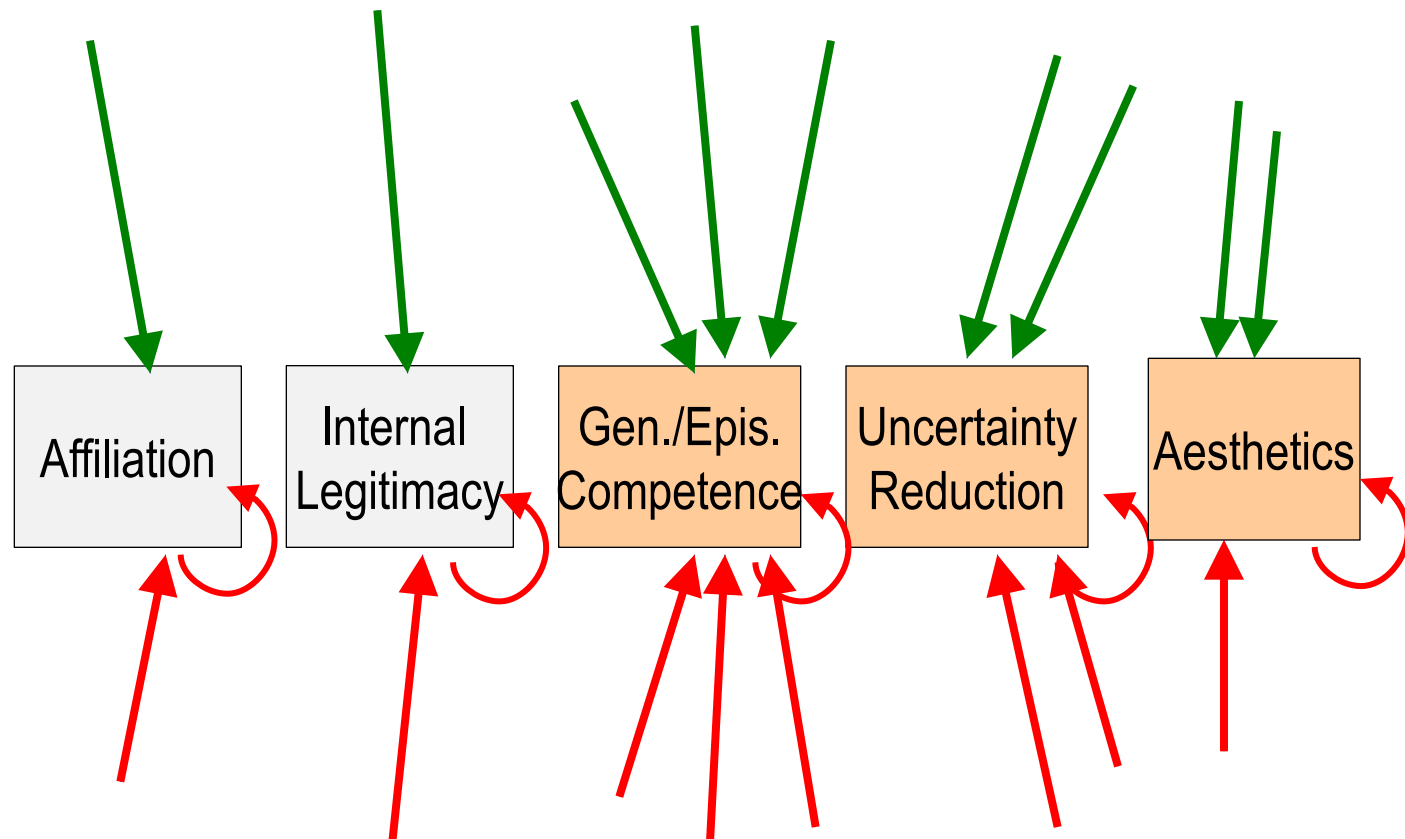 Affiliation
Internal
Legitimacy
Gen./Epis.
Competence
Uncertainty
Reduction
Aesthetics